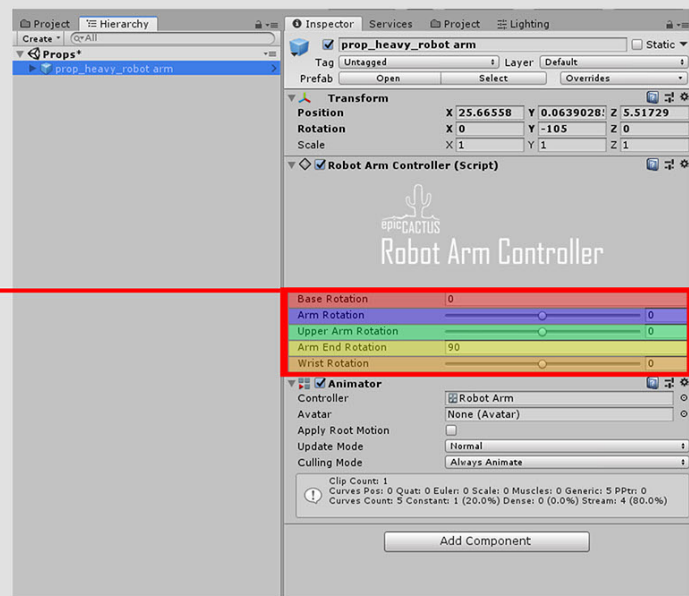 Project Hierarchy
Create All
Props*
prop_heavy_robot arm
Inspector Services Project Lighting
prop_heavy_robot arm Static
Tag Untagged Layer Default
Prefab Open Select Overrides
Transform
Position X 25.66558 Y 0.0639028 Z 5.51729
Rotation X 0 Y -105 Z 0
Scale X 1 Y 1 Z 1
Robot Arm Controller (Script)
epicCACTUS
Robot Arm Controller
Base Rotation 0
Arm Rotation 0
Upper Arm Rotation 0
Arm End Rotation 90
Wrist Rotation 0
Animator
Controller Robot Arm
Avatar None (Avatar)
Apply Root Motion
Update Mode Normal
Culling Mode Always Animate
Clip Count: 1
Curves Pos: 0 Quat: 0 Euler: 0 Scale: 0 Muscles: 0 Generic: 5 PPtr: 0
Curves Count: 5 Constant: 1 (20.0%) Dense: 0 (0.0%) Stream: 4 (80.0%)
Add Component